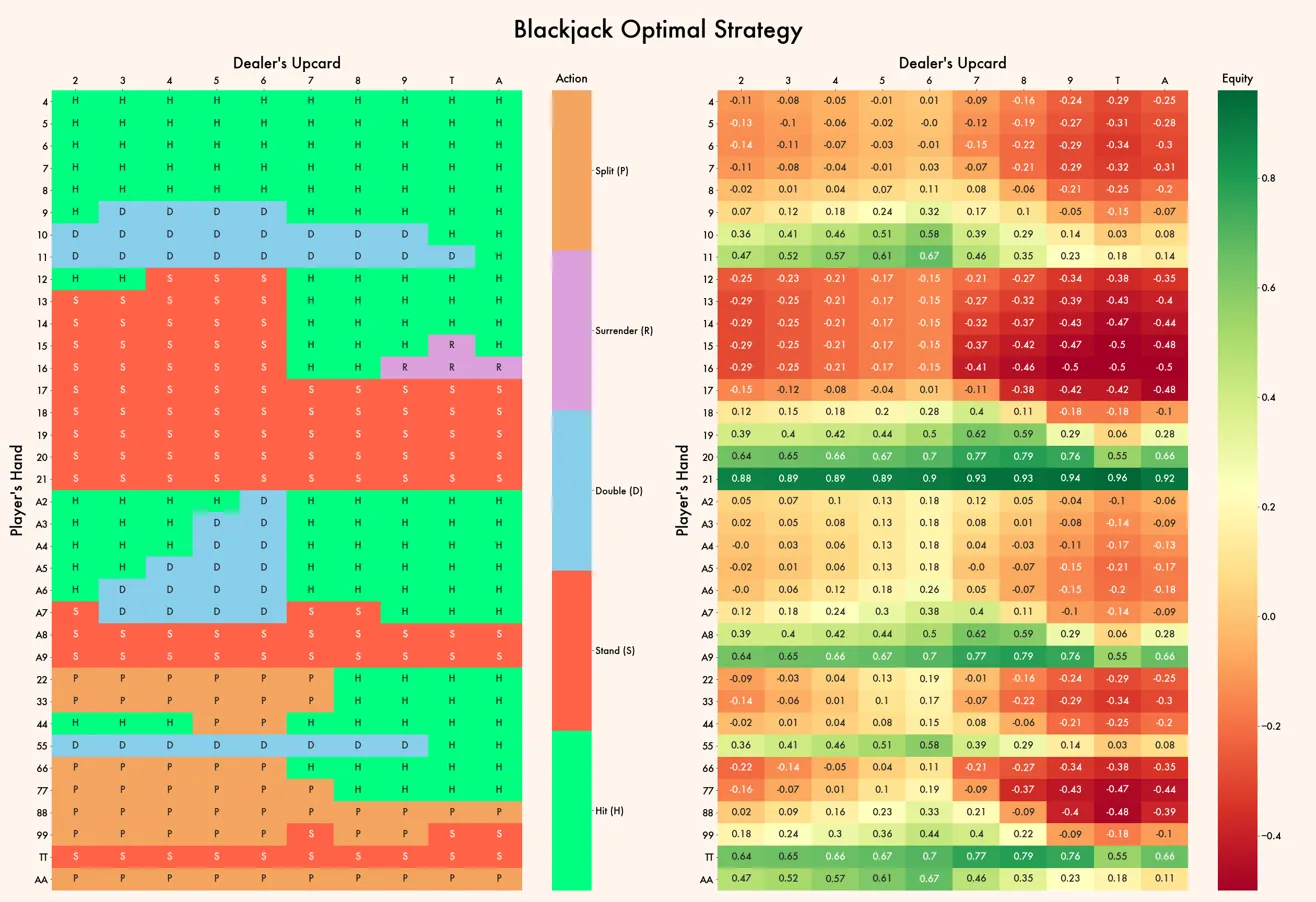 Blackjack Optimal Strategy
Dealer's Upcard
2 3 4 5 6 7 8 9 T A
Player's Hand
4 H H H H H H H H H H
5 H H H H H H H H H H
6 H H H H H H H H H H
7 H H H H H H H H H H
8 H H H H H H H H H H
9 H D D D D H H H H H
10 D D D D D D D D H H
11 D D D D D D D D D H
12 H H S S S H H H H H
13 S S S S S H H H H H
14 S S S S S H H H H H
15 S S S S S H H H R H
16 S S S S S H H R R R
17 S S S S S S S S S S
18 S S S S S S S S S S
19 S S S S S S S S S S
20 S S S S S S S S S S
21 S S S S S S S S S S
A2 H H H H D H H H H H
A3 H H H D D H H H H H
A4 H H H D D H H H H H
A5 H H D D D H H H H H
A6 H D D D D H H H H H
A7 S D D D D S S H H H
A8 S S S S S S S S S S
A9 S S S S S S S S S S
22 P P P P P P H H H H
33 P P P P P P H H H H
44 H H H P P H H H H H
55 D D D D D D D D H H
66 P P P P P H H H H H
77 P P P P P P H H H H
88 P P P P P P P P P P
99 P P P P P S P P S S
TT S S S S S S S S S S
AA P P P P P P P P P P
Action
Split (P)
Surrender (R)
Double (D)
Stand (S)
Hit (H)
Dealer's Upcard
2 3 4 5 6 7 8 9 T A
Player's Hand
4 -0.11 -0.08 -0.05 -0.01 0.01 -0.09 -0.16 -0.24 -0.29 -0.25
5 -0.13 -0.1 -0.06 -0.02 -0.0 -0.12 -0.19 -0.27 -0.31 -0.28
6 -0.14 -0.11 -0.07 -0.03 -0.01 -0.15 -0.22 -0.29 -0.34 -0.3
7 -0.11 -0.08 -0.04 -0.01 0.03 -0.07 -0.21 -0.29 -0.32 -0.31
8 -0.02 0.01 0.04 0.07 0.11 0.08 -0.06 -0.21 -0.25 -0.2
9 0.07 0.12 0.18 0.24 0.32 0.17 0.1 -0.05 -0.15 -0.07
10 0.36 0.41 0.46 0.51 0.58 0.39 0.29 0.14 0.03 0.08
11 0.47 0.52 0.57 0.61 0.67 0.46 0.35 0.23 0.18 0.14
12 -0.25 -0.23 -0.21 -0.17 -0.15 -0.21 -0.27 -0.34 -0.38 -0.35
13 -0.29 -0.25 -0.21 -0.17 -0.15 -0.27 -0.32 -0.39 -0.43 -0.4
14 -0.29 -0.25 -0.21 -0.17 -0.15 -0.32 -0.37 -0.43 -0.47 -0.44
15 -0.29 -0.25 -0.21 -0.17 -0.15 -0.37 -0.42 -0.47 -0.5 -0.48
16 -0.29 -0.25 -0.21 -0.17 -0.15 -0.41 -0.46 -0.5 -0.5 -0.5
17 -0.15 -0.12 -0.08 -0.04 0.01 -0.11 -0.38 -0.42 -0.42 -0.48
18 0.12 0.15 0.18 0.2 0.28 0.4 0.11 -0.18 -0.18 -0.1
19 0.39 0.4 0.42 0.44 0.5 0.62 0.59 0.29 0.06 0.28
20 0.64 0.65 0.66 0.67 0.7 0.77 0.79 0.76 0.55 0.66
21 0.88 0.89 0.89 0.89 0.9 0.93 0.93 0.94 0.96 0.92
A2 0.05 0.07 0.1 0.13 0.18 0.12 0.05 -0.04 -0.1 -0.06
A3 0.02 0.05 0.08 0.13 0.18 0.08 0.01 -0.08 -0.14 -0.09
A4 -0.0 0.03 0.06 0.13 0.18 0.04 -0.03 -0.11 -0.17 -0.13
A5 -0.02 0.01 0.06 0.13 0.18 -0.0 -0.07 -0.15 -0.21 -0.17
A6 -0.0 0.06 0.12 0.18 0.26 0.05 -0.07 -0.15 -0.2 -0.18
A7 0.12 0.18 0.24 0.3 0.38 0.4 0.11 -0.1 -0.14 -0.09
A8 0.39 0.4 0.42 0.44 0.5 0.62 0.59 0.29 0.06 0.28
A9 0.64 0.65 0.66 0.67 0.7 0.77 0.79 0.76 0.55 0.66
22 -0.09 -0.03 0.04 0.13 0.19 -0.01 -0.16 -0.24 -0.29 -0.25
33 -0.14 -0.06 0.01 0.1 0.17 -0.07 -0.22 -0.29 -0.34 -0.3
44 -0.02 0.01 0.04 0.08 0.15 0.08 -0.06 -0.21 -0.25 -0.2
55 0.36 0.41 0.46 0.51 0.58 0.39 0.29 0.14 0.03 0.08
66 -0.22 -0.14 -0.05 0.04 0.11 -0.21 -0.27 -0.34 -0.38 -0.35
77 -0.16 -0.07 0.01 0.1 0.19 -0.09 -0.37 -0.43 -0.47 -0.44
88 0.02 0.09 0.16 0.23 0.33 0.21 -0.09 -0.4 -0.48 -0.39
99 0.18 0.24 0.3 0.36 0.44 0.4 0.22 -0.09 -0.18 -0.1
TT 0.64 0.65 0.66 0.67 0.7 0.77 0.79 0.76 0.55 0.66
AA 0.47 0.52 0.57 0.61 0.67 0.46 0.35 0.23 0.18 0.11
Equity
0.8
0.6
0.4
0.2
0.0
−0.2
−0.4